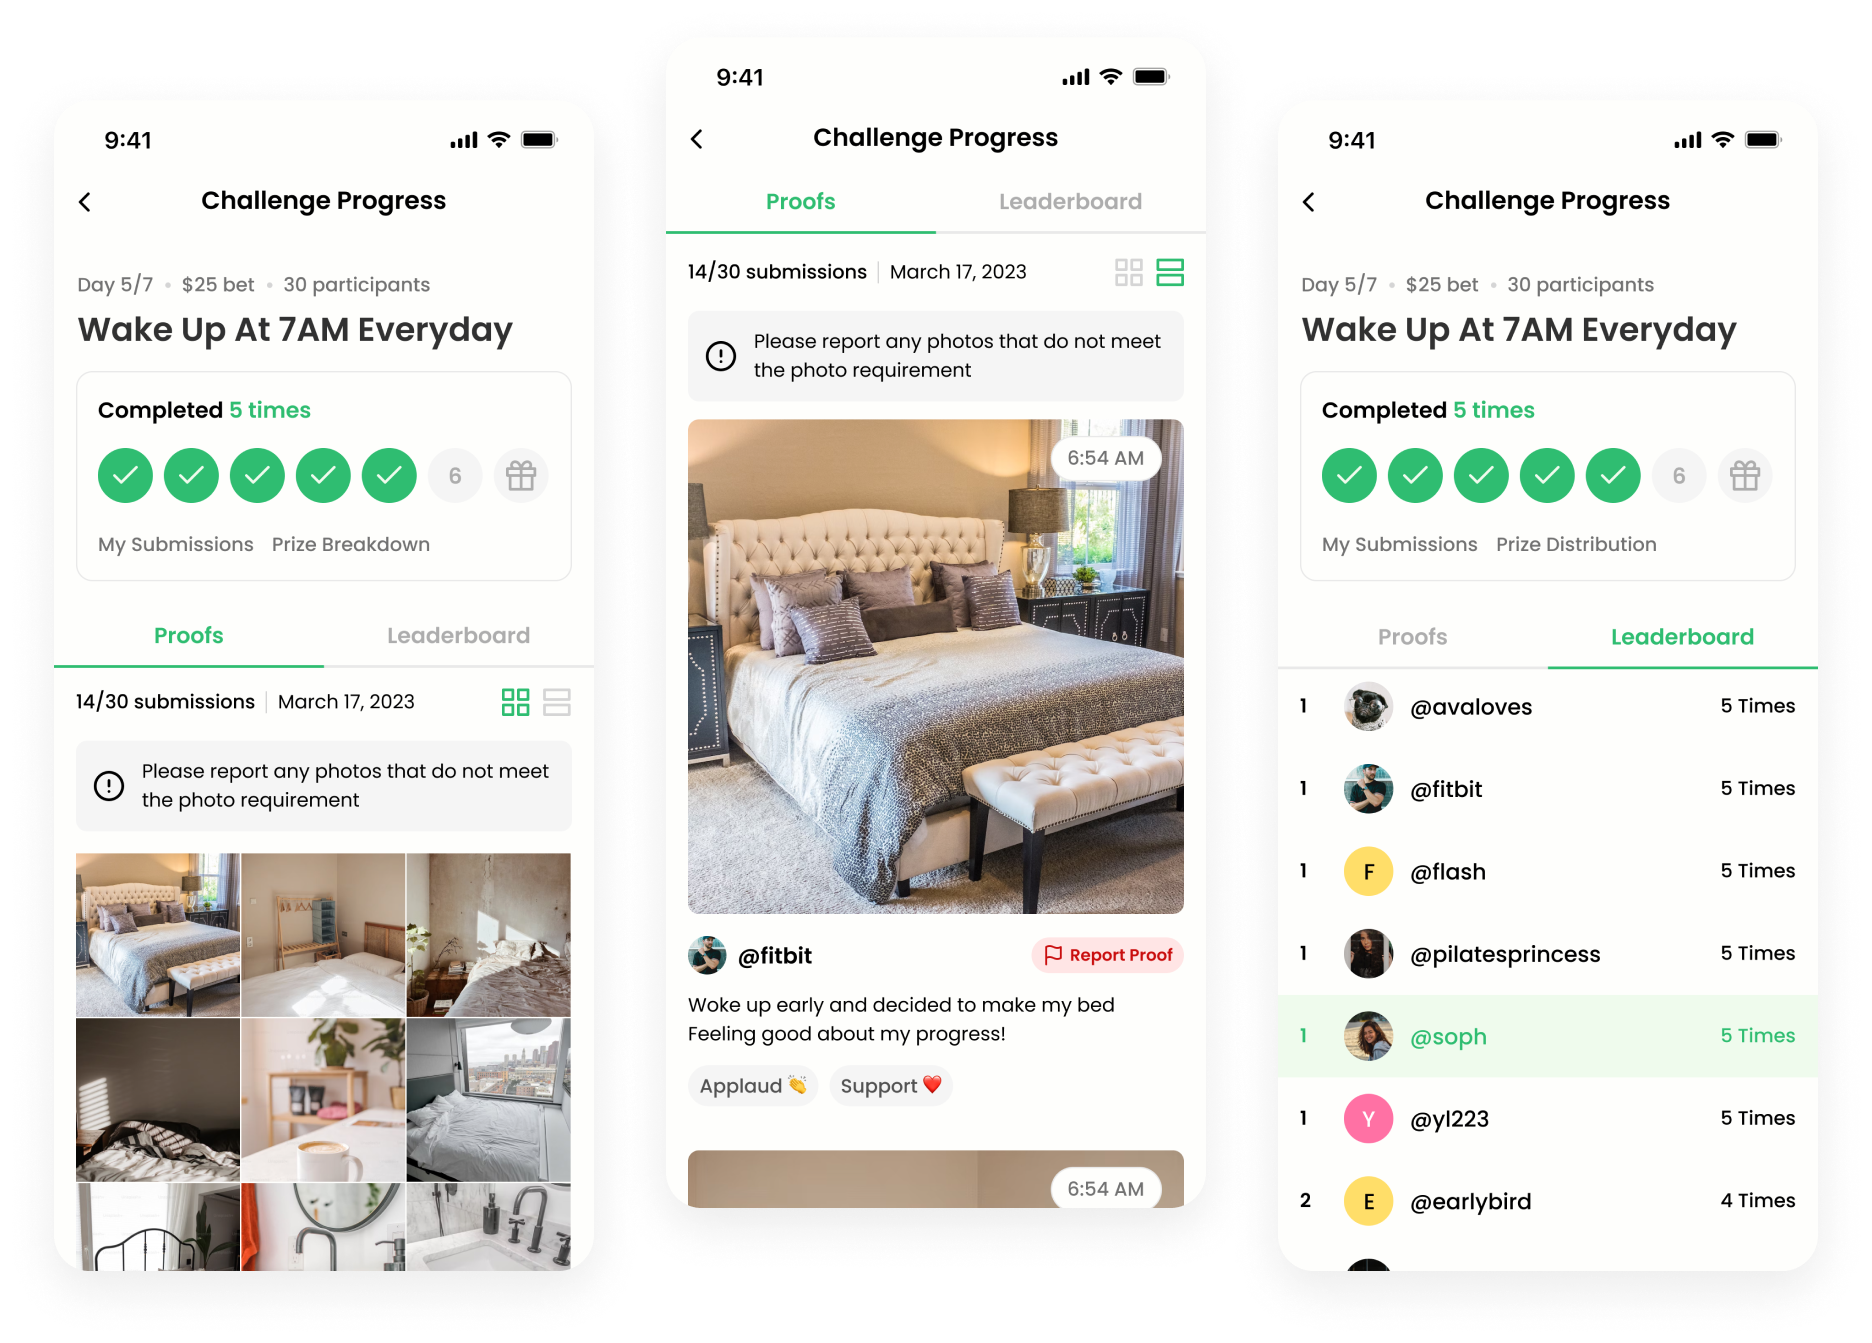 9:41
Challenge Progress
Day 5/7 • $25 bet • 30 participants
Wake Up At 7AM Everyday
Completed 5 times
6
My Submissions Prize Breakdown
Proofs Leaderboard
14/30 submissions March 17, 2023
Please report any photos that do not meet
the photo requirement
9:41
Challenge Progress
Proofs Leaderboard
14/30 submissions March 17, 2023
Please report any photos that do not meet
the photo requirement
6:54 AM
@fitbit Report Proof
Woke up early and decided to make my bed
Feeling good about my progress!
Applaud 👏 Support ❤️
6:54 AM
9:41
Challenge Progress
Day 5/7 • $25 bet • 30 participants
Wake Up At 7AM Everyday
Completed 5 times
6
My Submissions Prize Distribution
Proofs Leaderboard
1 @avaloves 5 Times
1 @fitbit 5 Times
1 F @flash 5 Times
1 @pilatesprincess 5 Times
1 @soph 5 Times
1 Y @yl223 5 Times
2 E @earlybird 4 Times